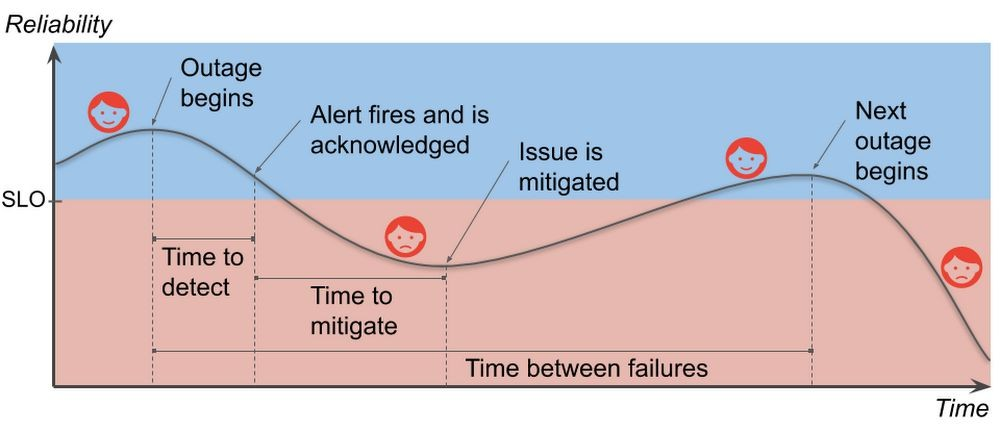 Reliability
Outage
begins
Alert fires and is
acknowledged
Issue is
mitigated
Next
outage
begins
SLO
Time to
detect
Time to
mitigate
Time between failures
Time